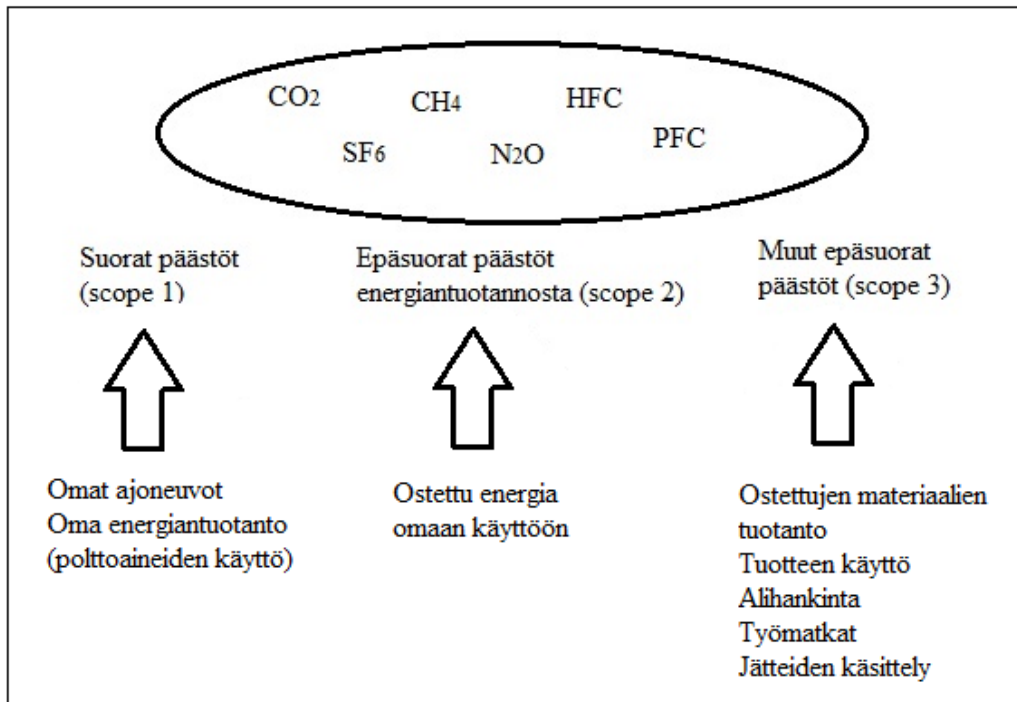 CO2 CH4 HFC
SF6 N2O PFC
Suorat päästöt
(scope 1)
Epäsuorat päästöt
energiantuotannosta (scope 2)
Muut epäsuorat
päästöt (scope 3)
Omat ajoneuvot
Oma energiantuotanto
(polttoaineiden käyttö)
Ostettu energia
omaan käyttöön
Ostettujen materiaalien
tuotanto
Tuotteen käyttö
Alihankinta
Työmatkat
Jätteiden käsittely